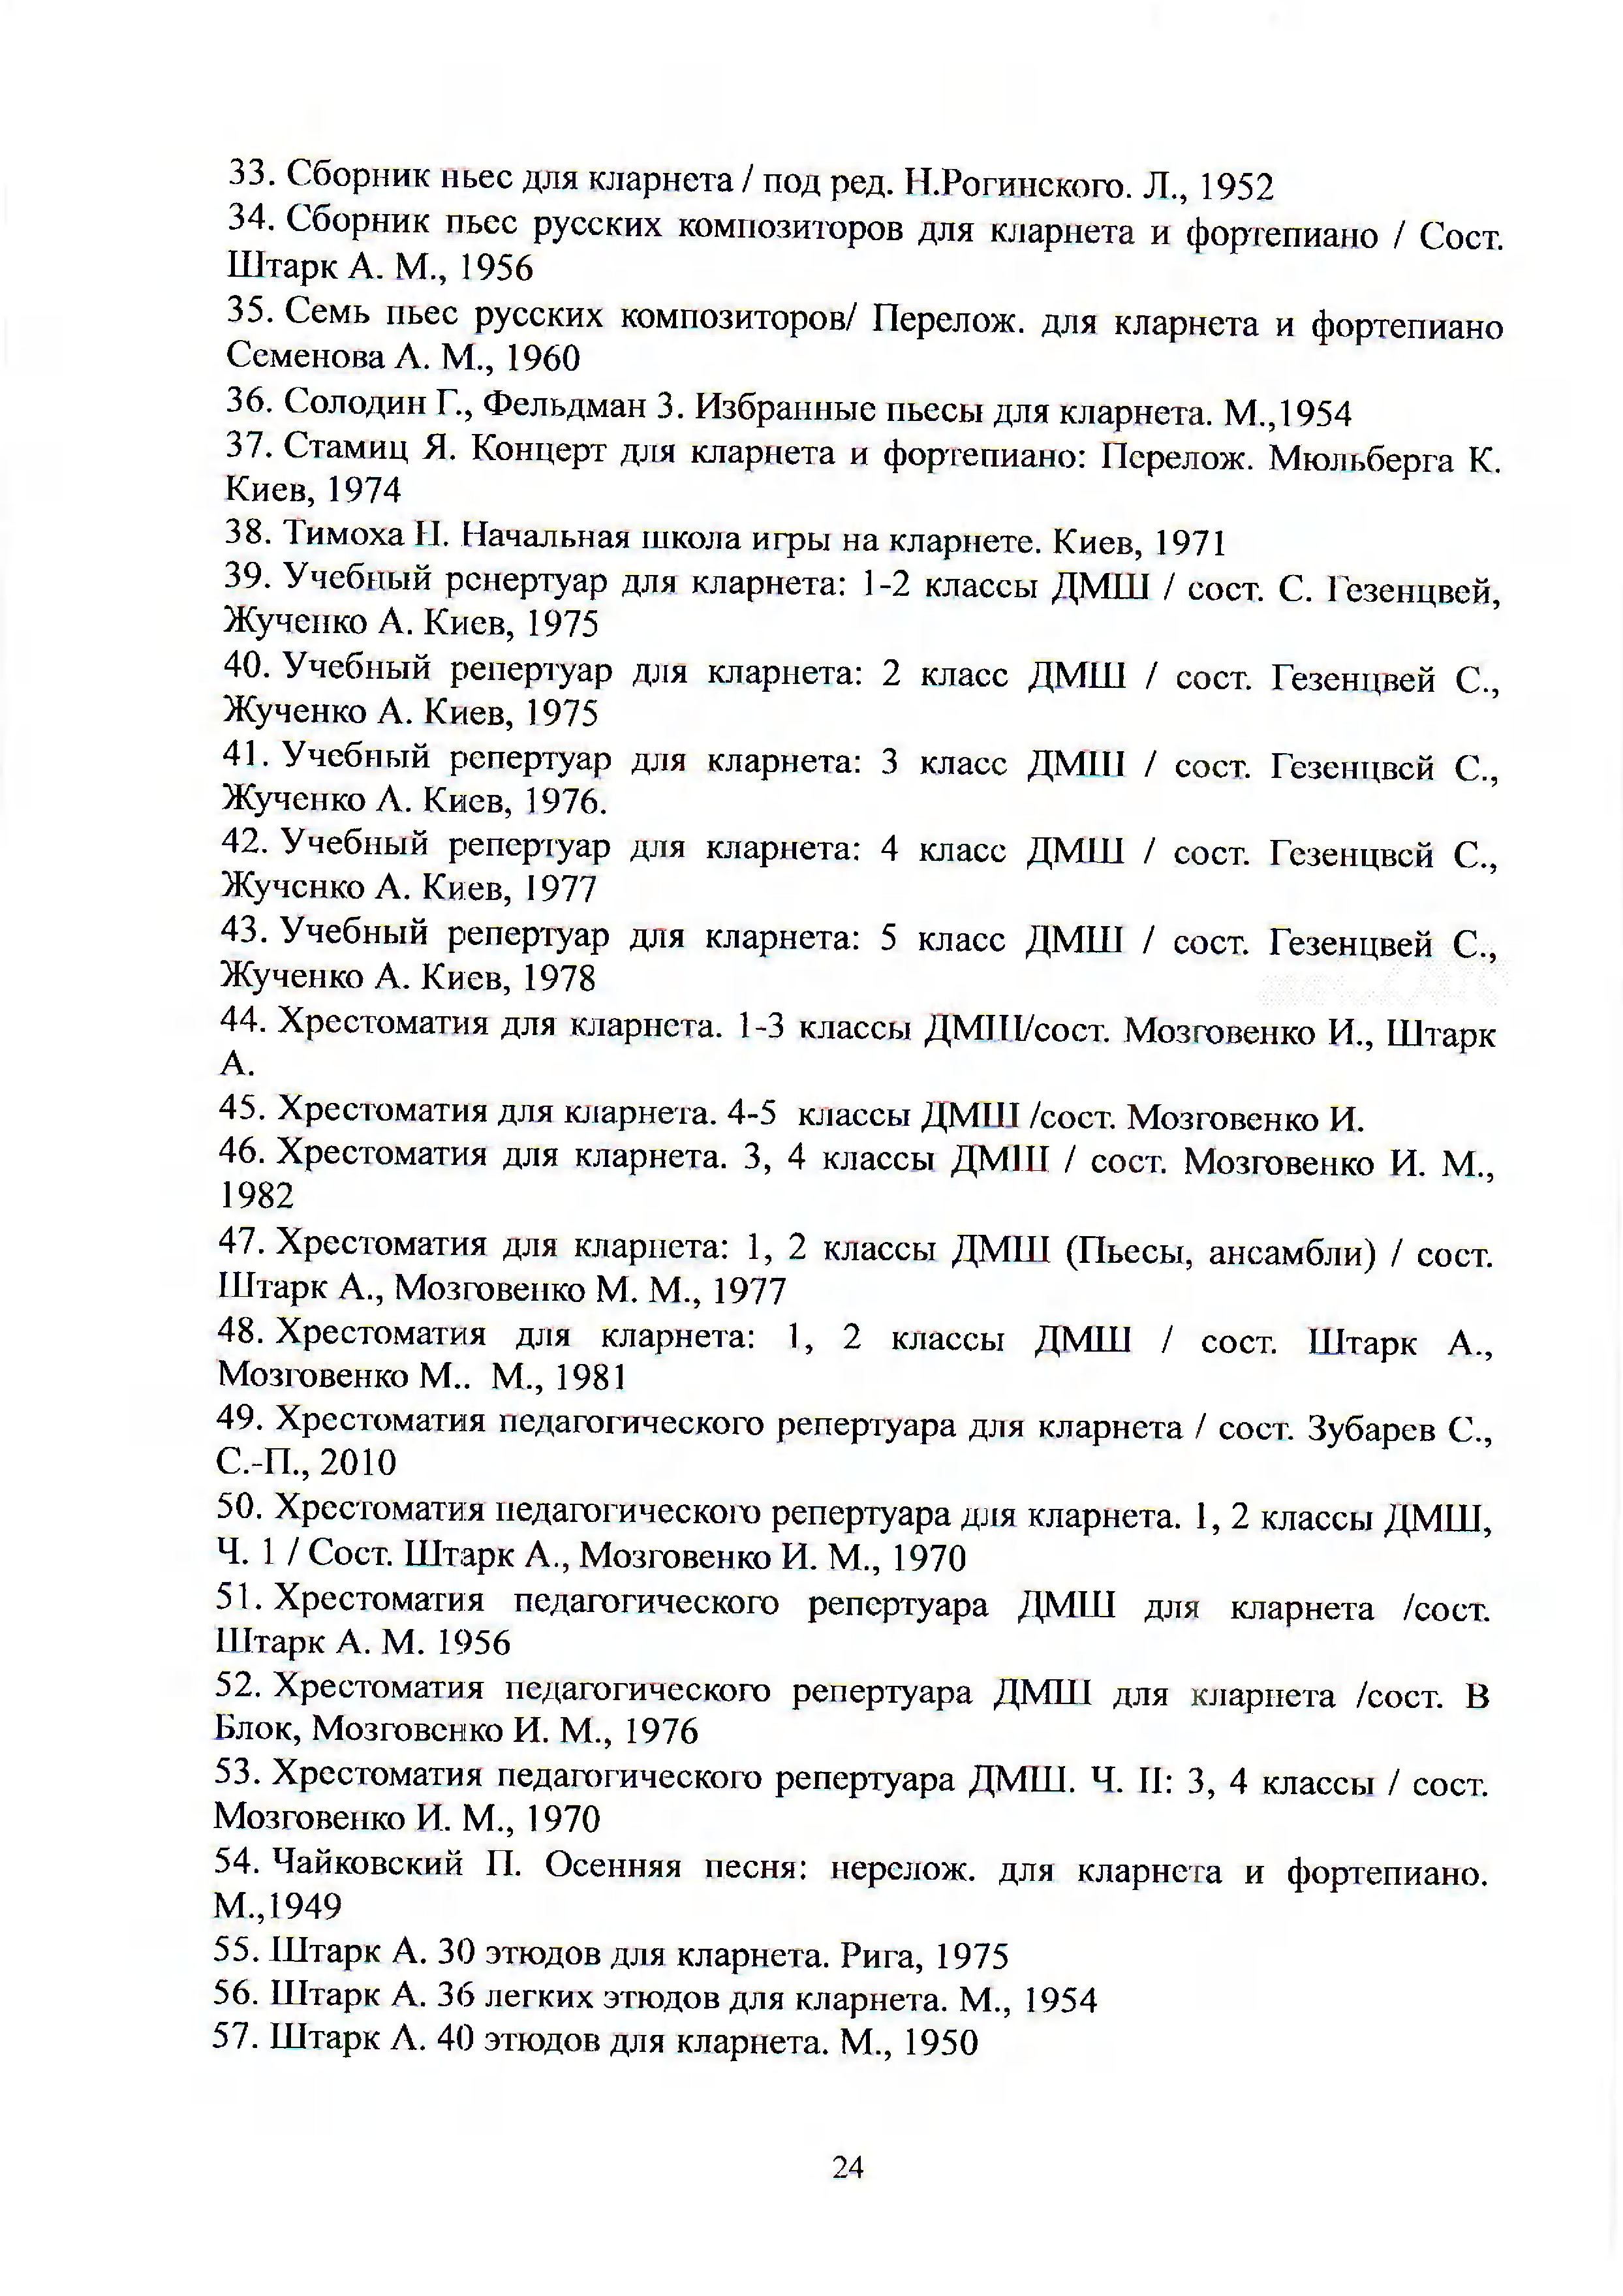 33. Сборник пьес для кларнета / под ред. Н.Рогинского. Л., 1952
34. Сборник пьес русских композиторов для кларнета и фортепиано / Сост.
Штарк А. М., 1956
35. Семь пьес русских композиторов/ Перелож. для кларнета и фортепиано
Семенова А. М., 1960
36. Солодин Г., Фельдман З. Избранные пьесы для кларнета. М.,1954
37. Стамиц Я. Концерт для кларнета и фортепиано: Перелож. Мюльберга К.
Киев, 1974
38. Тимоха Н. Начальная школа игры на кларнете. Киев, 1971
39. Учебный репертуар для кларнета: 1-2 классы ДМШ / сост. С. Гезенцвей,
Жученко А. Киев, 1975
40. Учебный репертуар для кларнета: 2 класс ДМШ / сост. Гезенцвей С.,
Жученко А. Киев, 1975
41. Учебный репертуар для кларнета: 3 класс ДМШ / сост. Гезенцвей С.,
Жученко А. Киев, 1976.
42. Учебный репертуар для кларнета: 4 класс ДМШ / сост. Гезенцвей С.,
Жученко А. Киев, 1977
43. Учебный репертуар для кларнета: 5 класс ДМШ / сост. Гезенцвей С.,
Жученко А. Киев, 1978
44. Хрестоматия для кларнета. 1-3 классы ДМШ/сост. Мозговенко И., Штарк
А.
45. Хрестоматия для кларнета. 4-5 классы ДМШ /сост. Мозговенко И.
46. Хрестоматия для кларнета. 3, 4 классы ДМШ / сост. Мозговенко И. М.,
1982
47. Хрестоматия для кларнета: 1, 2 классы ДМШ (Пьесы, ансамбли) / сост.
Штарк А., Мозговенко М. М., 1977
48. Хрестоматия для кларнета: 1, 2 классы ДМШ / сост. Штарк А.,
Мозговенко М.. М., 1981
49. Хрестоматия педагогического репертуара для кларнета / сост. Зубарев С.,
С.-П., 2010
50. Хрестоматия педагогического репертуара для кларнета. 1, 2 классы ДМШ,
Ч. 1 / Сост. Штарк А., Мозговенко И. М., 1970
51. Хрестоматия педагогического репертуара ДМШ для кларнета /сост.
Штарк А. М. 1956
52. Хрестоматия педагогического репертуара ДМШ для кларнета /сост. В
Блок, Мозговенко И. М., 1976
53. Хрестоматия педагогического репертуара ДМШ. Ч. II: 3, 4 классы / сост.
Мозговенко И. М., 1970
54. Чайковский П. Осенняя песня: перелож. для кларнета и фортепиано.
М.,1949
55. Штарк А. 30 этюдов для кларнета. Рига, 1975
56. Штарк А. 36 легких этюдов для кларнета. М., 1954
57. Штарк А. 40 этюдов для кларнета. М., 1950
24